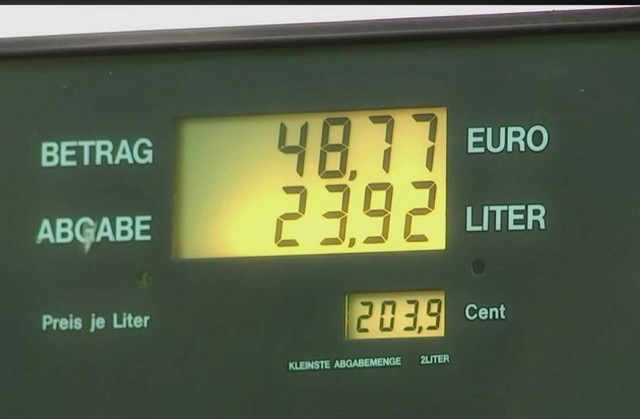 BETRAG 48,77 EURO
ABGABE 23,92 LITER
Preis je Liter 203,9 Cent
KLEINSTE ABGABEMENGE 2LITER